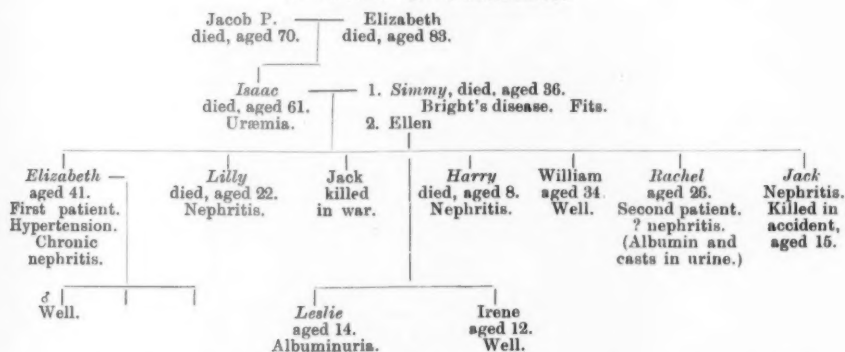 Jacob P. Elizabeth
died, aged 70. died, aged 83.
Isaac 1. Simmy, died, aged 36.
died, aged 61. Bright's disease. Fits.
Uræmia. 2. Ellen
Elizabeth Lilly Jack Harry William Rachel Jack
aged 41. died, aged 22. killed died, aged 8. aged 34 aged 26. Nephritis.
First patient. Nephritis. in war. Nephritis. Well. Second patient. Killed in
Hypertension. ? nephritis. accident,
Chronic (Albumin and aged 15.
nephritis. casts in urine.)
♂
Well. Leslie Irene
aged 14. aged 12.
Albuminuria. Well.